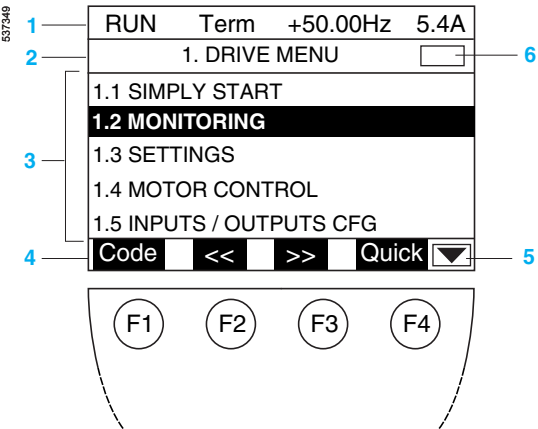 537349
1 RUN Term +50.00Hz 5.4A
2 1. DRIVE MENU 6
1.1 SIMPLY START
1.2 MONITORING
3 1.3 SETTINGS
1.4 MOTOR CONTROL
1.5 INPUTS / OUTPUTS CFG
4 Code << >> Quick 5
F1 F2 F3 F4